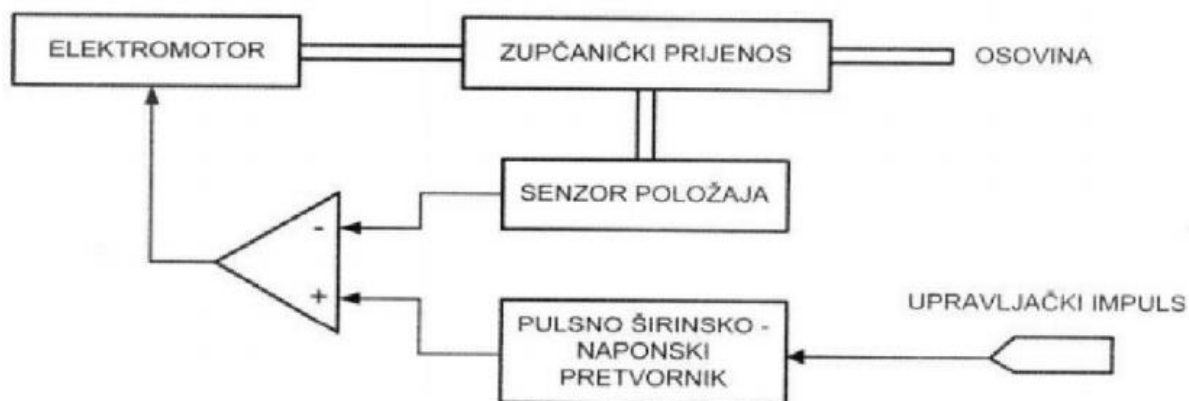 ELEKTROMOTOR
ZUPČANIČKI PRIJENOS
OSOVINA
SENZOR POLOŽAJA
-
+
UPRAVLJAČKI IMPULS
PULSNO ŠIRINSKO -
NAPONSKI
PRETVORNIK